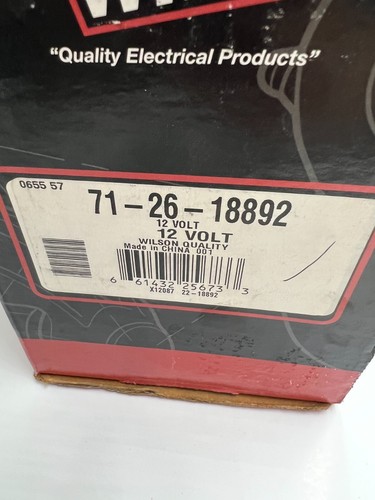 "Quality Electrical Products"
0655 57
71-26-18892
12 VOLT
12 VOLT
WILSON QUALITY
Made in CHINA 001
6 61432 25673 3
X12087 22-18892